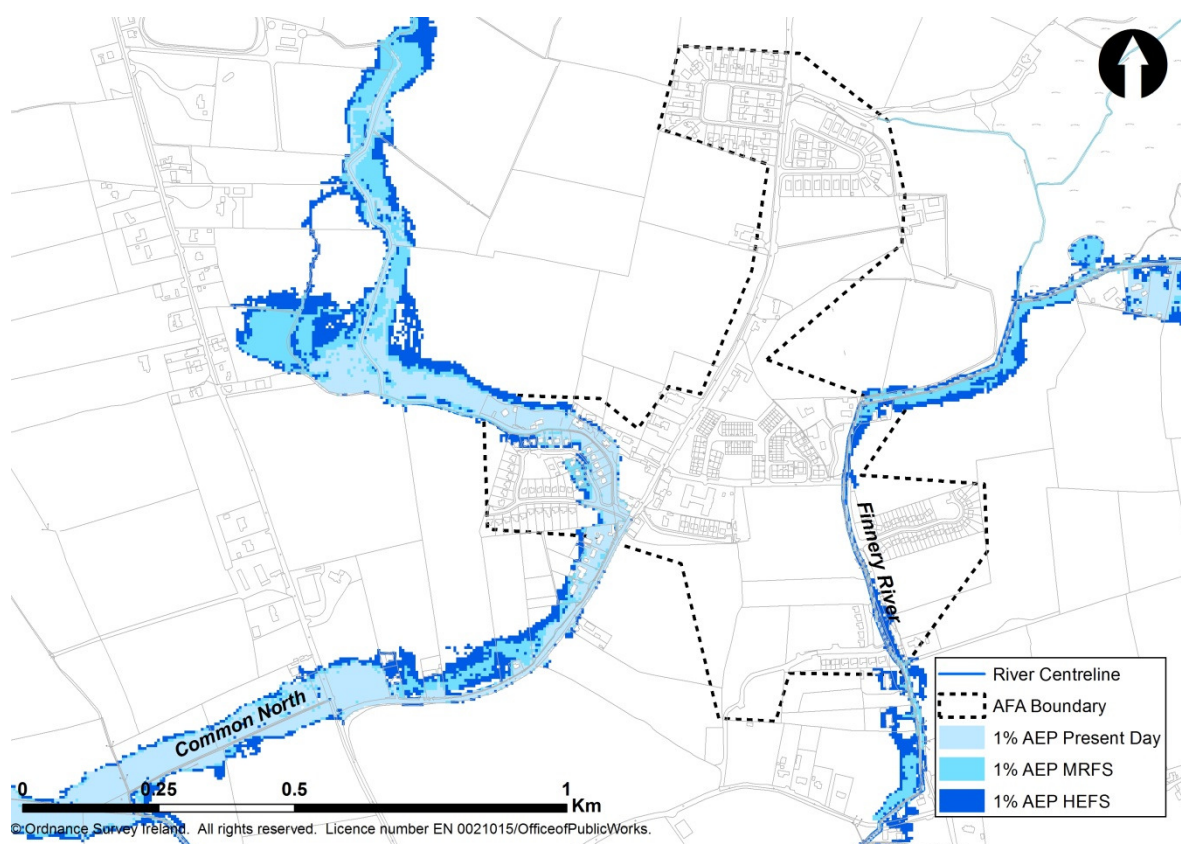 Finnery River
Common North
River Centreline
AFA Boundary
1% AEP Present Day
1% AEP MRFS
1% AEP HEFS
0 0.25 0.5 1
Km
© Ordnance Survey Ireland. All rights reserved. Licence number EN 0021015/OfficeofPublicWorks.